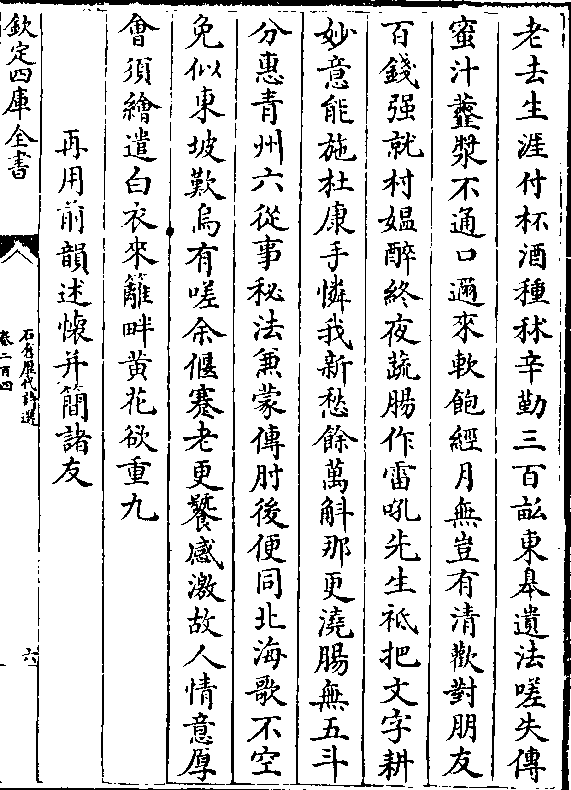 老去生涯付杯酒種秫辛勤三百畝東臯遺法嗟失傳
蜜汁虀漿不通口邇來軟飽經月無豈有清歡對朋友
百錢强就村媼醉終夜蔬腸作雷吼先生祗把文字耕
妙意能施杜康手憐我新愁餘萬斛那更澆腸無五斗
分惠青州六從事秘法兼蒙傳肘後便同北海歌不空
免似東坡歎烏有嗟余偃蹇老更饕感激故人情意厚
會須繪遣白衣來籬畔黄花欲重九
再用前韻述懷并簡諸友
欽定四庫全書
石倉歴代詩選
卷二百四
六